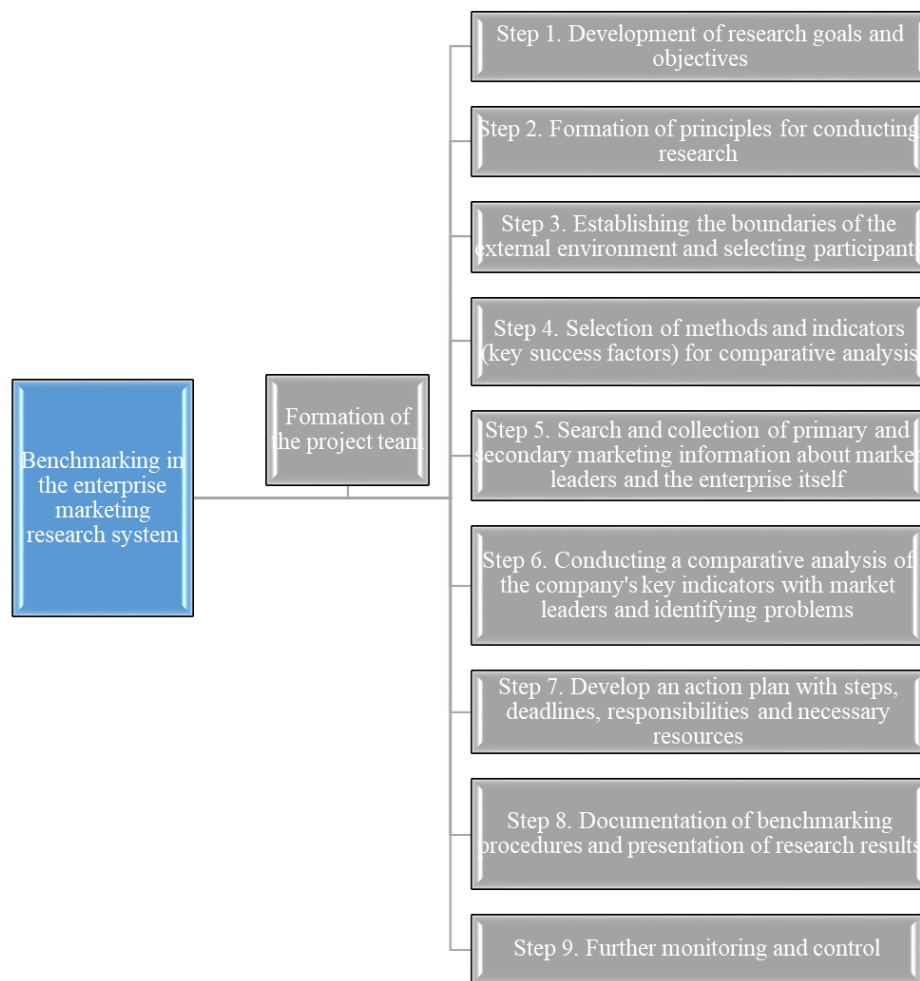 Benchmarking in
the enterprise
marketing
research system
Formation of
the project team
Step 1. Development of research goals and
objectives
Step 2. Formation of principles for conducting
research
Step 3. Establishing the boundaries of the
external environment and selecting participants
Step 4. Selection of methods and indicators
(key success factors) for comparative analysis
Step 5. Search and collection of primary and
secondary marketing information about market
leaders and the enterprise itself
Step 6. Conducting a comparative analysis of
the company's key indicators with market
leaders and identifying problems
Step 7. Develop an action plan with steps,
deadlines, responsibilities and necessary
resources
Step 8. Documentation of benchmarking
procedures and presentation of research results
Step 9. Further monitoring and control